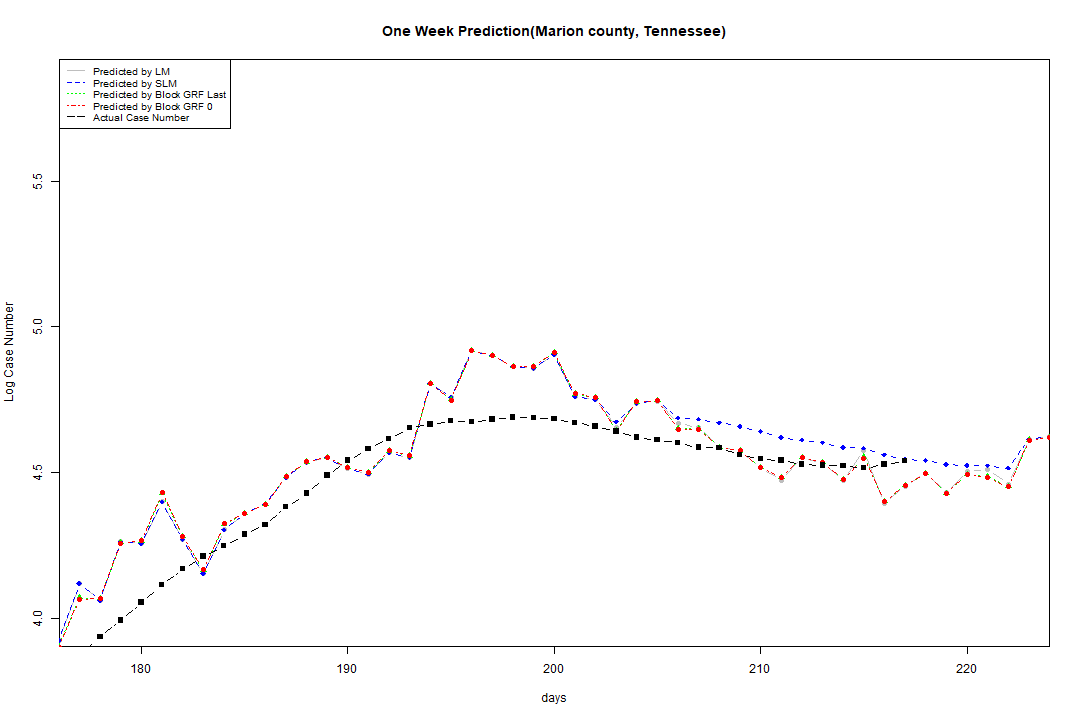 One Week Prediction(Marion county, Tennessee)
Predicted by LM
Predicted by SLM
Predicted by Block GRF Last
Predicted by Block GRF 0
Actual Case Number
5.5
5.0
4.5
4.0
Log Case Number
180 190 200 210 220
days